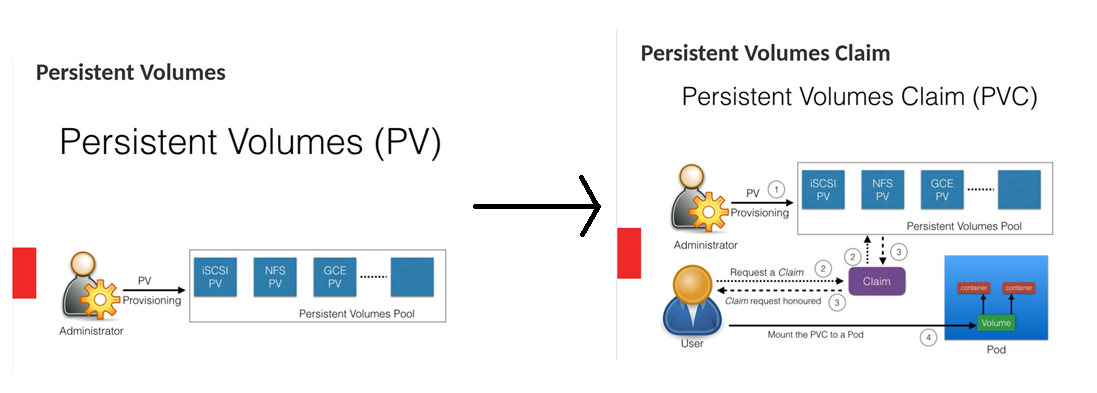 Persistent Volumes
Persistent Volumes (PV)
PV
Provisioning
Administrator
iSCSI
PV
NFS
PV
GCE
PV
Persistent Volumes Pool
Persistent Volumes Claim
Persistent Volumes Claim (PVC)
PV 1
Provisioning
Administrator
iSCSI
PV
NFS
PV
GCE
PV
Persistent Volumes Pool
2
3
Request a Claim 2
Claim request honoured 3
Claim
User
Mount the PVC to a Pod
4
container
container
Volume
Pod